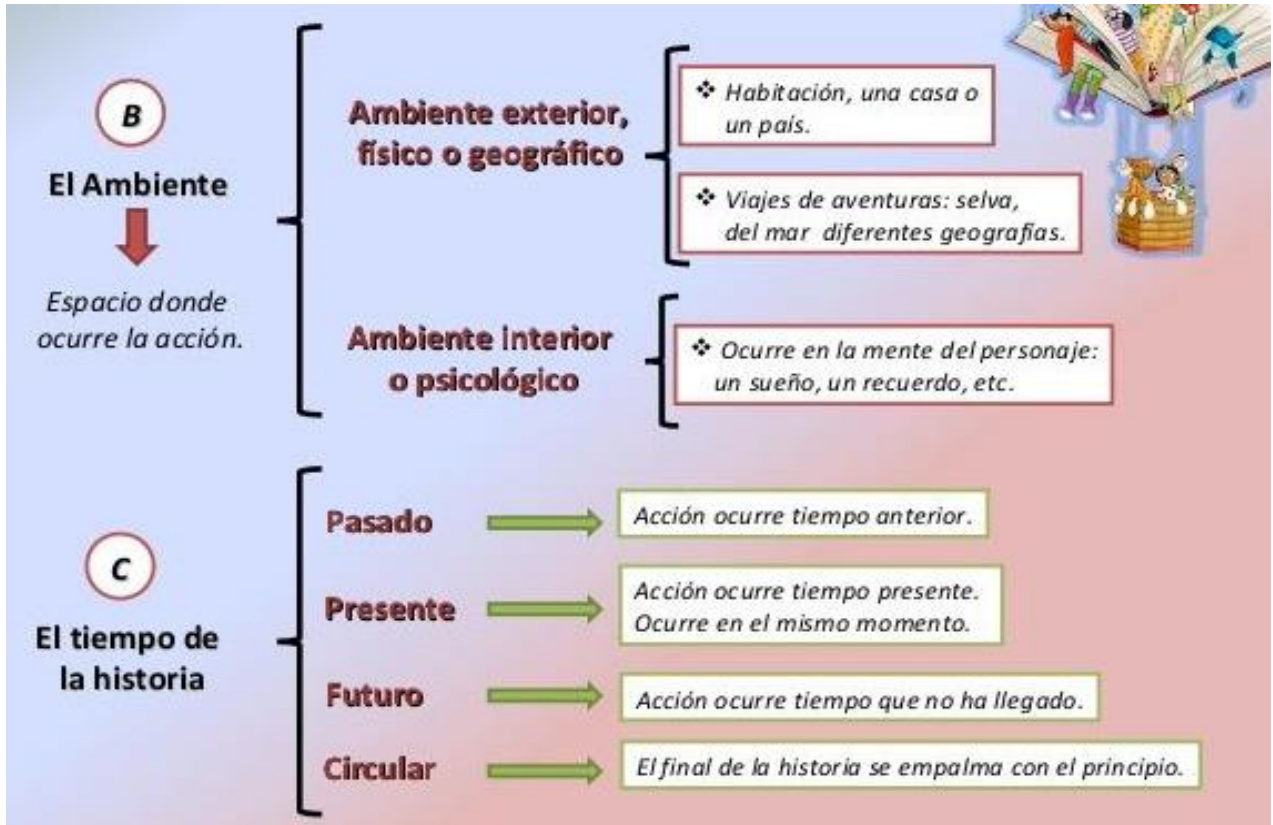 B
El Ambiente
Espacio donde
ocurre la acción.
Ambiente exterior,
físico o geográfico
❖ Habitación, una casa o
un país.
❖ Viajes de aventuras: selva,
del mar diferentes geografías.
Ambiente interior
o psicológico
❖ Ocurre en la mente del personaje:
un sueño, un recuerdo, etc.
C
El tiempo de
la historia
Pasado
Acción ocurre tiempo anterior.
Presente
Acción ocurre tiempo presente.
Ocurre en el mismo momento.
Futuro
Acción ocurre tiempo que no ha llegado.
Circular
El final de la historia se empalma con el principio.